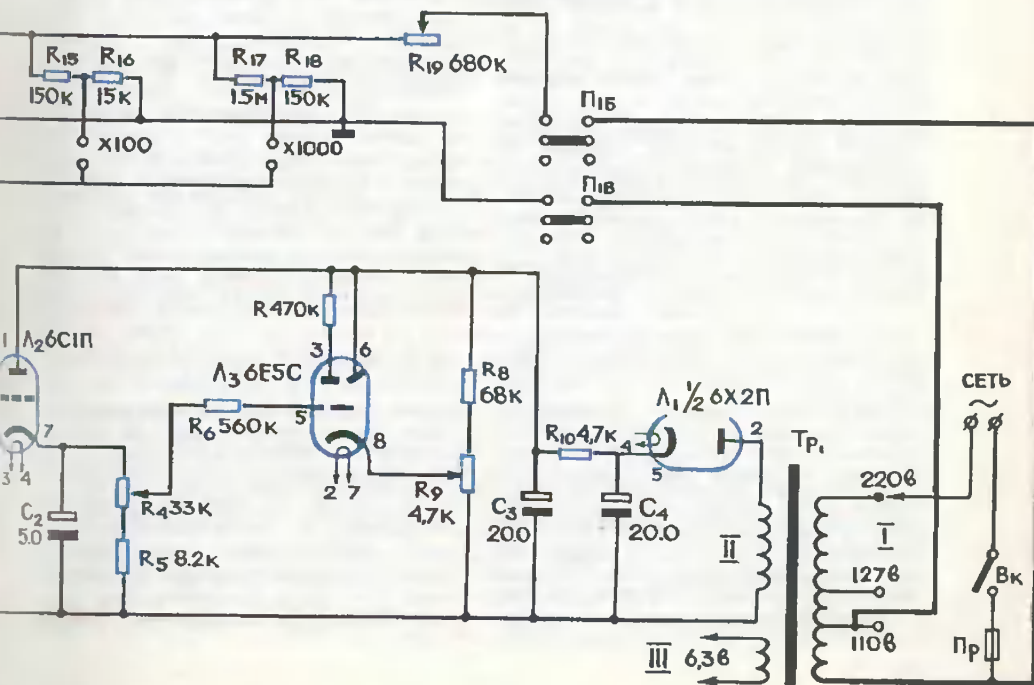 R15 R16
150к 15к
R17 R18
1.5м 150к
R19 680к
x100
x1000
П1Б
П1В
1 Л2 6С1П
7
3 4
C2
5.0
R4 33к
R5 8.2к
R6 560к
R 470к
3 6
Л3 6Е5С
5
8
2 7
R8
68к
R9
4,7к
R10 4,7к
C3
20.0
C4
20.0
Л1 1/2 6Х2П
4
5
2
Тр1
II
III 6,3в
I
220в
127в
110в
СЕТЬ
~
Вк
Пр